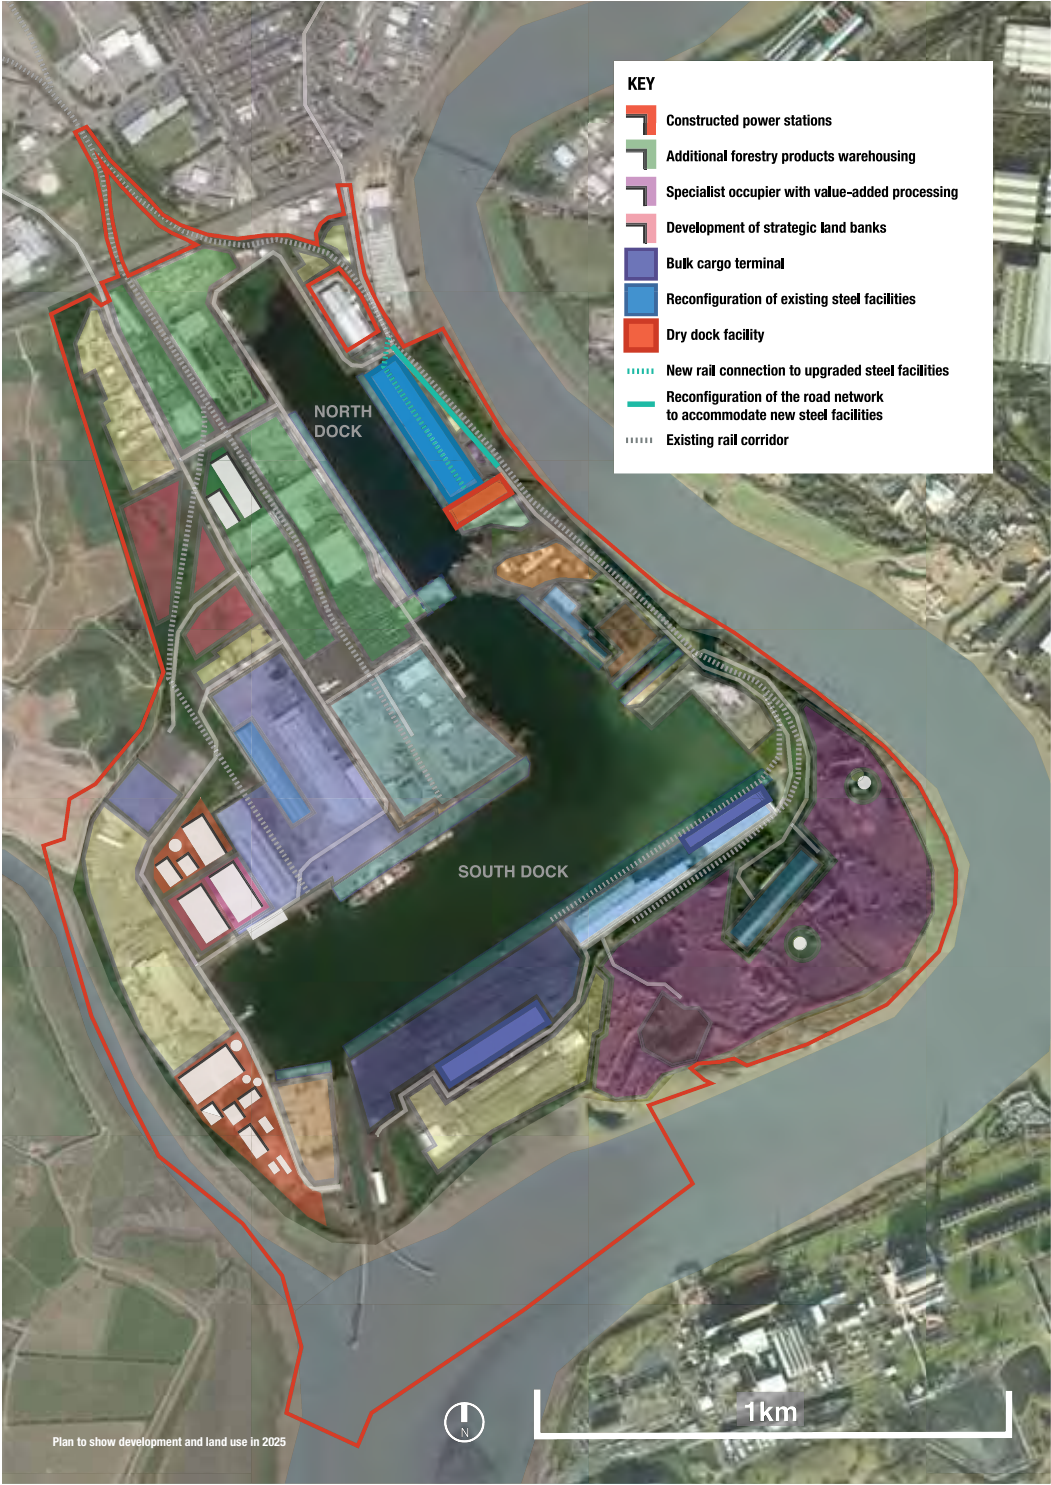 KEY
Constructed power stations
Additional forestry products warehousing
Specialist occupier with value-added processing
Development of strategic land banks
Bulk cargo terminal
Reconfiguration of existing steel facilities
Dry dock facility
New rail connection to upgraded steel facilities
Reconfiguration of the road network
to accommodate new steel facilities
Existing rail corridor
NORTH
DOCK
SOUTH DOCK
1km
N
Plan to show development and land use in 2025